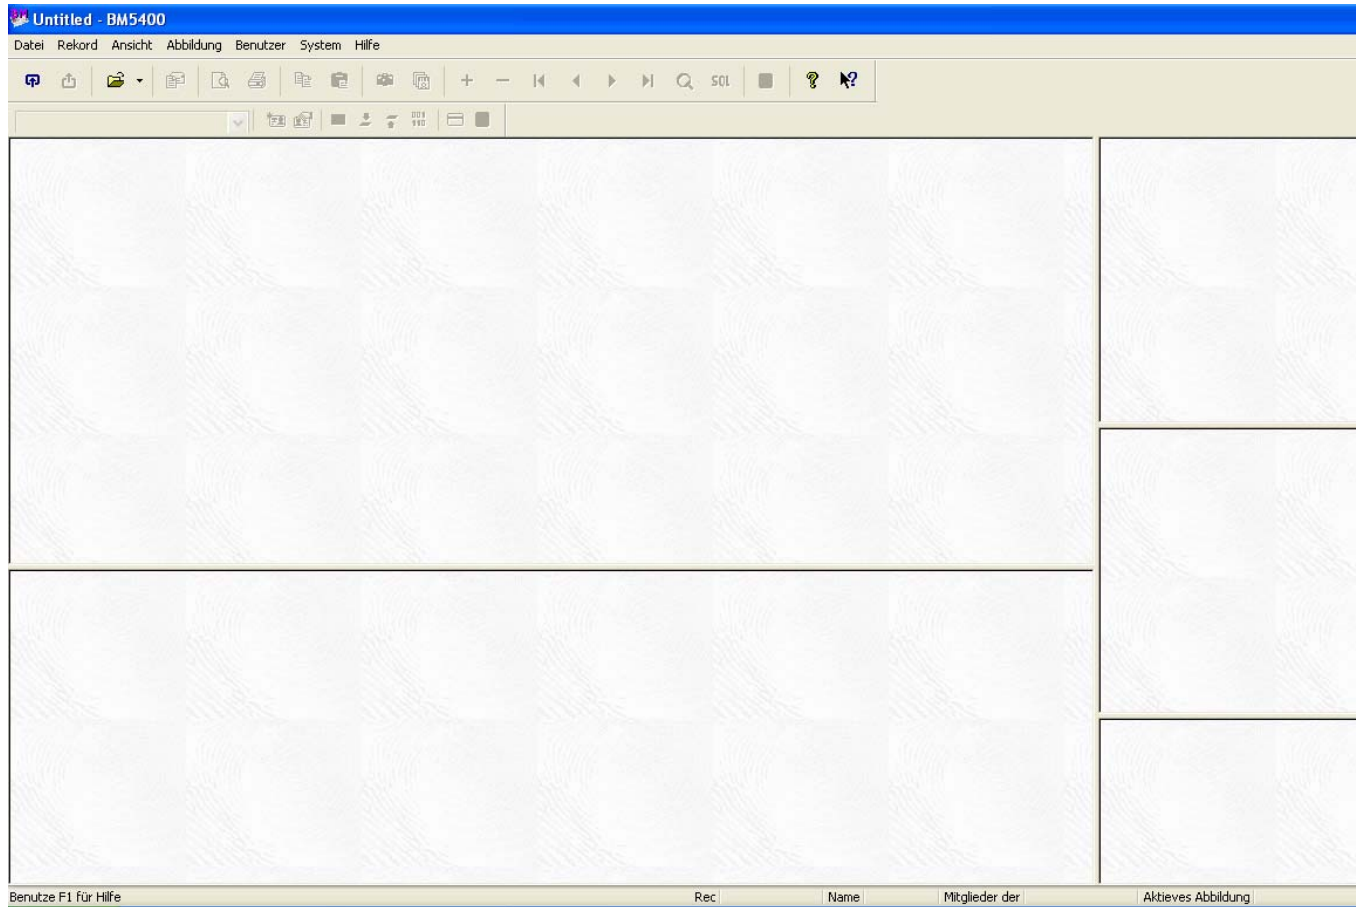 Untitled - BM5400
Datei Rekord Ansicht Abbildung Benutzer System Hilfe
SQL
Benutze F1 für Hilfe Rec Name Mitglieder der Aktieves Abbildung